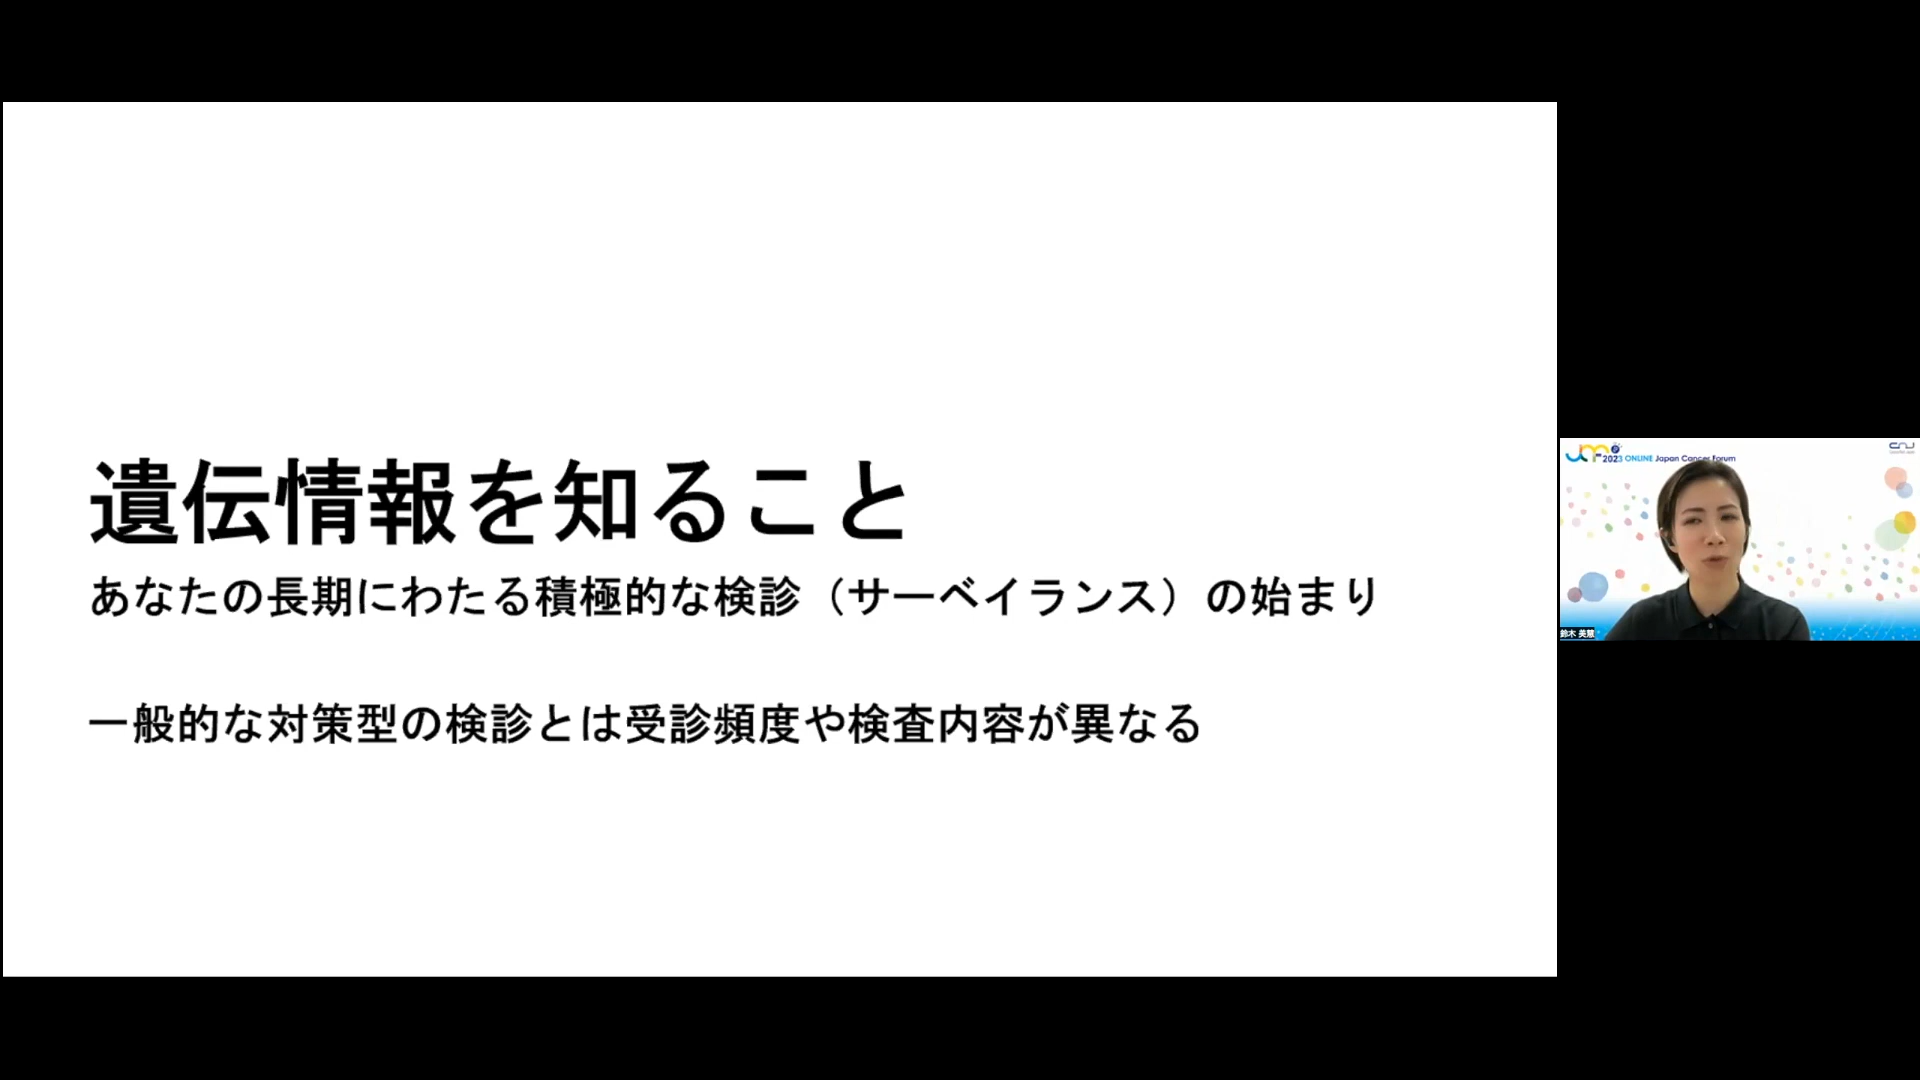 遺伝情報を知ること
あなたの長期にわたる積極的な検診（サーベイランス）の始まり
一般的な対策型の検診とは受診頻度や検査内容が異なる
2023 ONLINE Japan Cancer Forum
鈴木 美慧